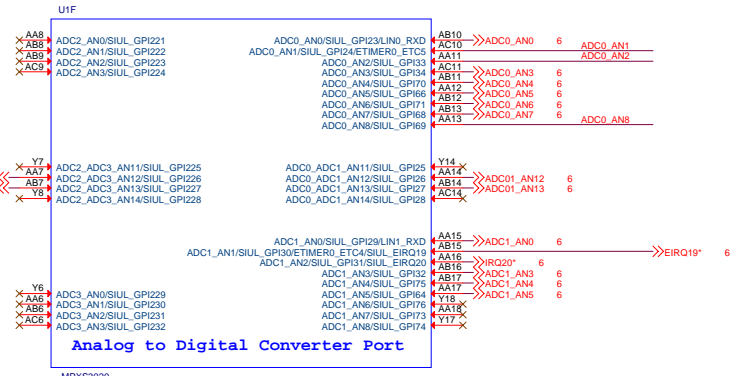 U1F
AA8 ADC2_AN0/SIUL_GPI221 ADC0_AN0/SIUL_GPI23/LIN0_RXD AB10 ADC0_AN0 6
AB8 ADC2_AN1/SIUL_GPI222 ADC0_AN1/SIUL_GPI24/ETIMER0_ETC5 AC10 ADC0_AN1
AB9 ADC2_AN2/SIUL_GPI223 ADC0_AN2/SIUL_GPI33 AA11 ADC0_AN2
AC9 ADC2_AN3/SIUL_GPI224 ADC0_AN3/SIUL_GPI34 AC11 ADC0_AN3 6
ADC0_AN4/SIUL_GPI70 AB11 ADC0_AN4 6
ADC0_AN5/SIUL_GPI66 AA12 ADC0_AN5 6
ADC0_AN6/SIUL_GPI71 AB12 ADC0_AN6 6
ADC0_AN7/SIUL_GPI68 AB13 ADC0_AN7 6
ADC0_AN8/SIUL_GPI69 AA13 ADC0_AN8
Y7 ADC2_ADC3_AN11/SIUL_GPI225 ADC0_ADC1_AN11/SIUL_GPI25 Y14
AA7 ADC2_ADC3_AN12/SIUL_GPI226 ADC0_ADC1_AN12/SIUL_GPI26 AA14 ADC01_AN12 6
AB7 ADC2_ADC3_AN13/SIUL_GPI227 ADC0_ADC1_AN13/SIUL_GPI27 AB14 ADC01_AN13 6
Y8 ADC2_ADC3_AN14/SIUL_GPI228 ADC0_ADC1_AN14/SIUL_GPI28 AC14
ADC1_AN0/SIUL_GPI29/LIN1_RXD AA15 ADC1_AN0 6
ADC1_AN1/SIUL_GPI30/ETIMER0_ETC4/SIUL_EIRQ19 AB15 EIRQ19* 6
ADC1_AN2/SIUL_GPI31/SIUL_EIRQ20 AA16 IRQ20* 6
ADC1_AN3/SIUL_GPI32 AB16 ADC1_AN3 6
ADC1_AN4/SIUL_GPI75 AB17 ADC1_AN4 6
Y6 ADC3_AN0/SIUL_GPI229 ADC1_AN5/SIUL_GPI64 AA17 ADC1_AN5 6
AA6 ADC3_AN1/SIUL_GPI230 ADC1_AN6/SIUL_GPI76 Y18
AB6 ADC3_AN2/SIUL_GPI231 ADC1_AN7/SIUL_GPI73 AA18
AC6 ADC3_AN3/SIUL_GPI232 ADC1_AN8/SIUL_GPI74 Y17
Analog to Digital Converter Port